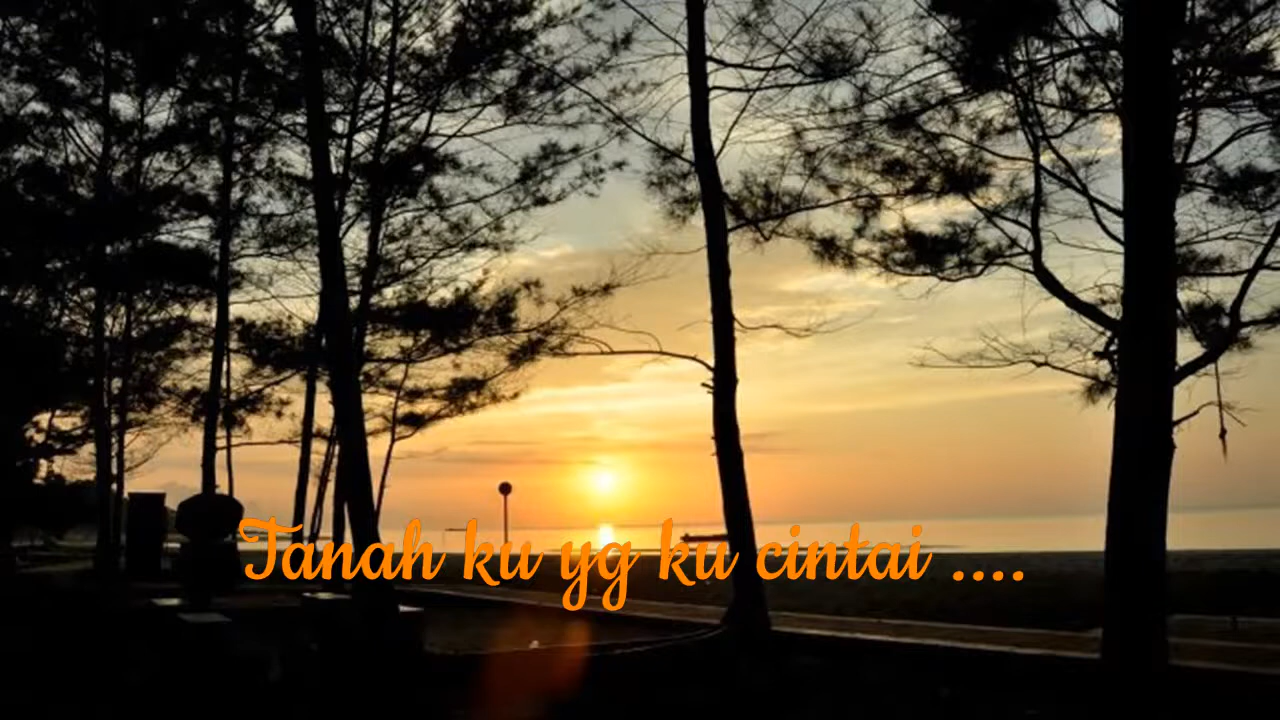 Tanah ku yg ku cintai ....